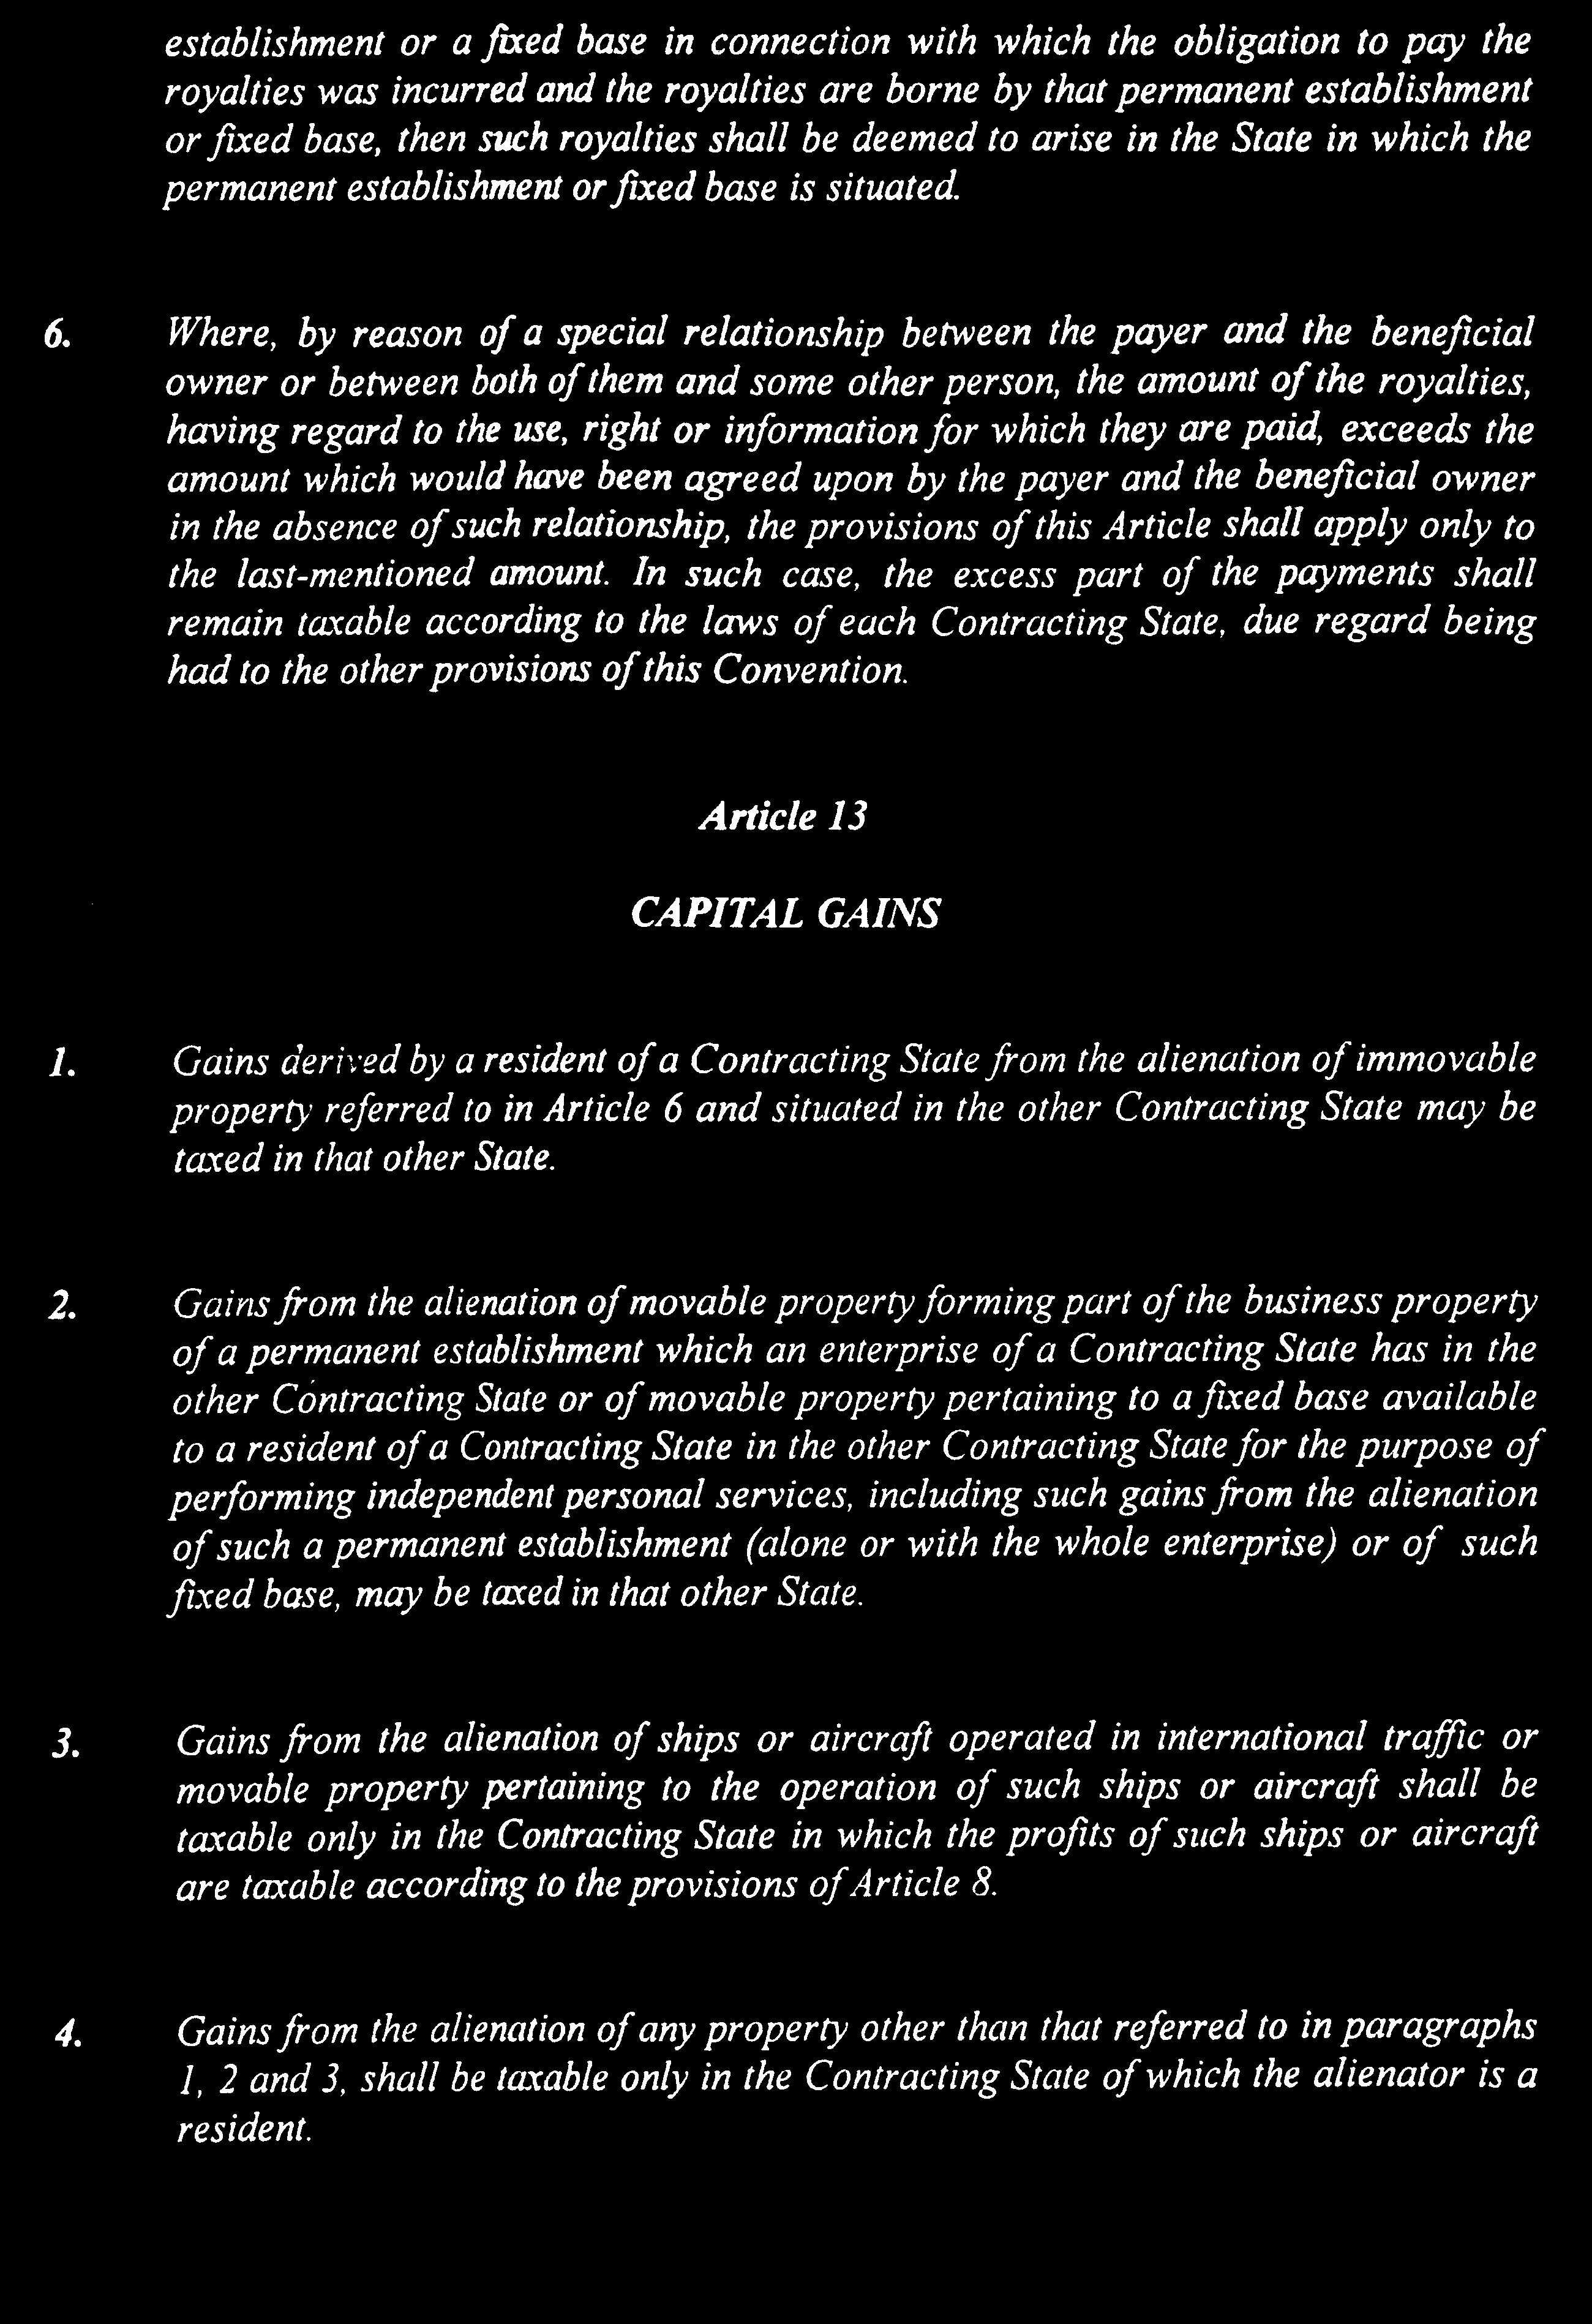 establishment or a fixed base in connection with which the obligation to pay the
royalties was incurred and the royalties are borne by that permanent establishment
or fixed base, then such royalties shall be deemed to arise in the State in which the
permanent establishment or fixed base is situated.
6. Where, by reason of a special relationship between the payer and the beneficial
owner or between both of them and some other person, the amount of the royalties,
having regard to the use, right or information for which they are paid, exceeds the
amount which would have been agreed upon by the payer and the beneficial owner
in the absence of such relationship, the provisions of this Article shall apply only to
the last-mentioned amount. In such case, the excess part of the payments shall
remain taxable according to the laws of each Contracting State, due regard being
had to the other provisions of this Convention.
Article 13
CAPITAL GAINS
1. Gains derived by a resident of a Contracting State from the alienation of immovable
property referred to in Article 6 and situated in the other Contracting State may be
taxed in that other State.
2. Gains from the alienation of movable property forming part of the business property
of a permanent establishment which an enterprise of a Contracting State has in the
other Contracting State or of movable property pertaining to a fixed base available
to a resident of a Contracting State in the other Contracting State for the purpose of
performing independent personal services, including such gains from the alienation
of such a permanent establishment (alone or with the whole enterprise) or of such
fixed base, may be taxed in that other State.
3. Gains from the alienation of ships or aircraft operated in international traffic or
movable property pertaining to the operation of such ships or aircraft shall be
taxable only in the Contracting State in which the profits of such ships or aircraft
are taxable according to the provisions of Article 8.
4. Gains from the alienation of any property other than that referred to in paragraphs
1, 2 and 3, shall be taxable only in the Contracting State of which the alienator is a
resident.